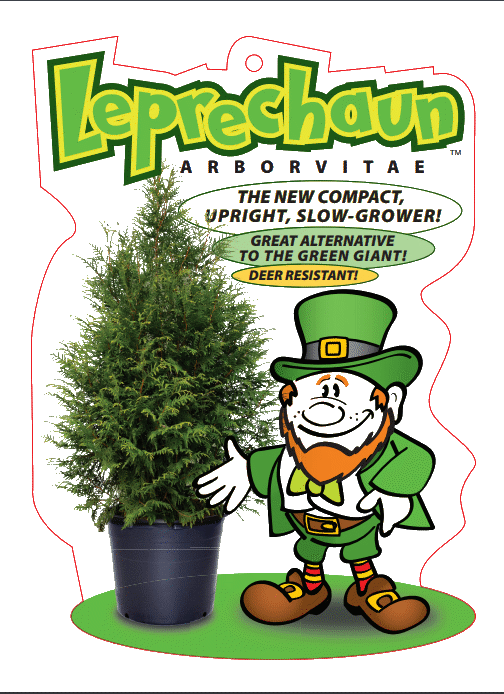 Leprechaun
™
ARBORVITAE
THE NEW COMPACT,
UPRIGHT, SLOW-GROWER!
GREAT ALTERNATIVE
TO THE GREEN GIANT!
DEER RESISTANT!